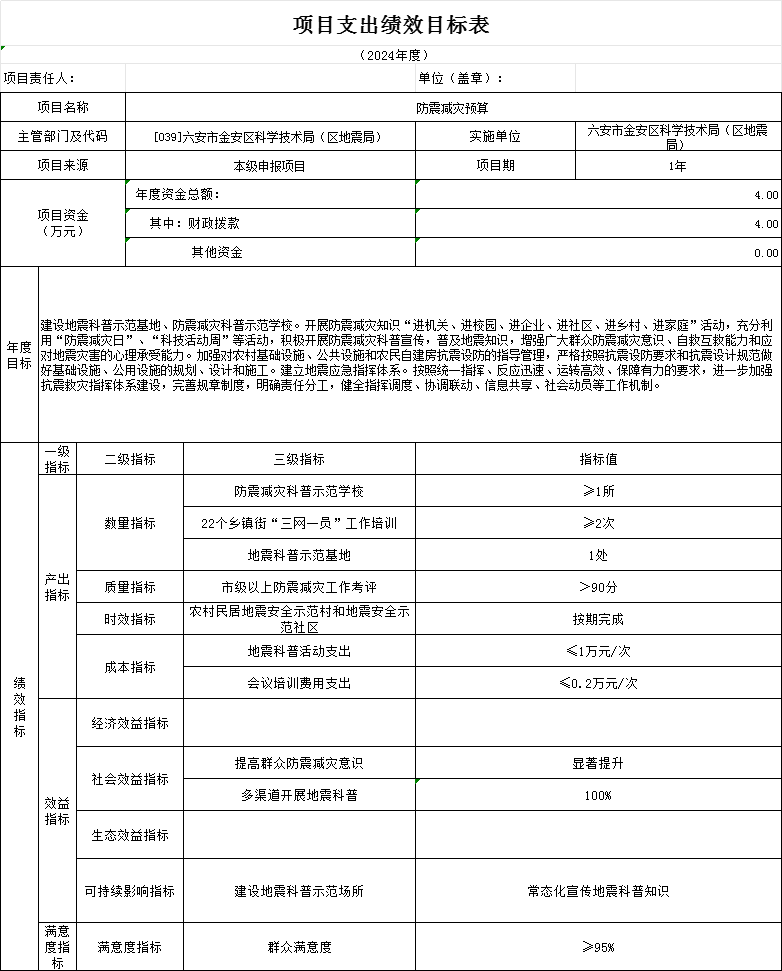 项目支出绩效目标表
（2024年度）
项目责任人：
单位（盖章）：
项目名称
防震减灾预算
主管部门及代码
[039]六安市金安区科学技术局（区地震局）
实施单位
六安市金安区科学技术局（区地震
局）
项目来源
本级申报项目
项目期
1年
项目资金
（万元）
年度资金总额：
4.00
其中：财政拨款
4.00
其他资金
0.00
年度
目标
建设地震科普示范基地、防震减灾科普示范学校。开展防震减灾知识“进机关、进校园、进企业、进社区、进乡村、进家庭”活动，充分利
用“防震减灾日”、“科技活动周”等活动，积极开展防震减灾科普宣传，普及地震知识，增强广大群众防震减灾意识、自救互救能力和应
对地震灾害的心理承受能力。加强对农村基础设施、公共设施和农民自建房抗震设防的指导管理，严格按照抗震设防要求和抗震设计规范做
好基础设施、公用设施的规划、设计和施工。建立地震应急指挥体系。按照统一指挥、反应迅速、运转高效、保障有力的要求，进一步加强
抗震救灾指挥体系建设，完善规章制度，明确责任分工，健全指挥调度、协调联动、信息共享、社会动员等工作机制。
绩
效
指
标
一级
指标
二级指标
三级指标
指标值
产出
指标
数量指标
防震减灾科普示范学校
≥1所
22个乡镇街“三网一员”工作培训
≥2次
地震科普示范基地
1处
质量指标
市级以上防震减灾工作考评
＞90分
时效指标
农村民居地震安全示范村和地震安全示
范社区
按期完成
成本指标
地震科普活动支出
≤1万元/次
会议培训费用支出
≤0.2万元/次
效益
指标
经济效益指标
社会效益指标
提高群众防震减灾意识
显著提升
多渠道开展地震科普
100%
生态效益指标
可持续影响指标
建设地震科普示范场所
常态化宣传地震科普知识
满意
度指
标
满意度指标
群众满意度
≥95%